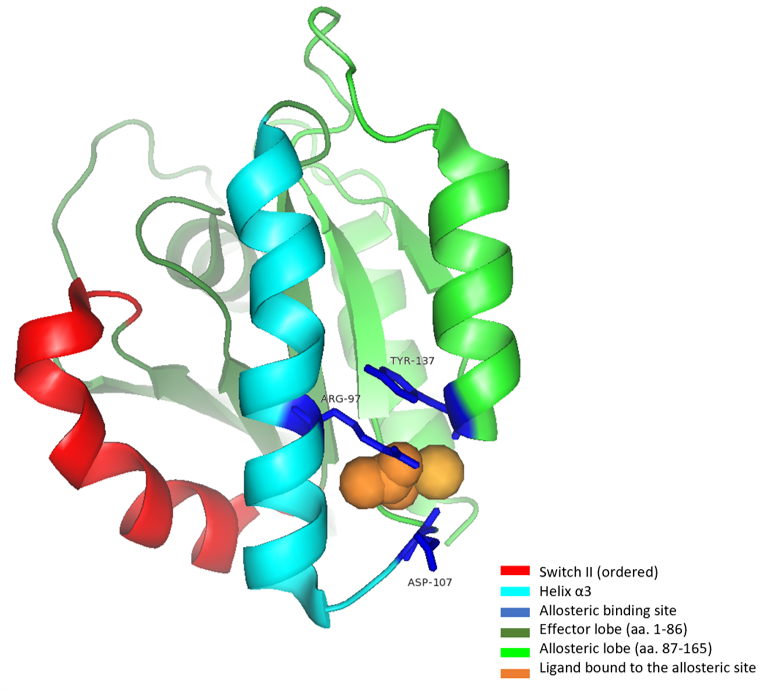 TYR-137
ARG-97
ASP-107
Switch II (ordered)
Helix α3
Allosteric binding site
Effector lobe (aa. 1-86)
Allosteric lobe (aa. 87-165)
Ligand bound to the allosteric site